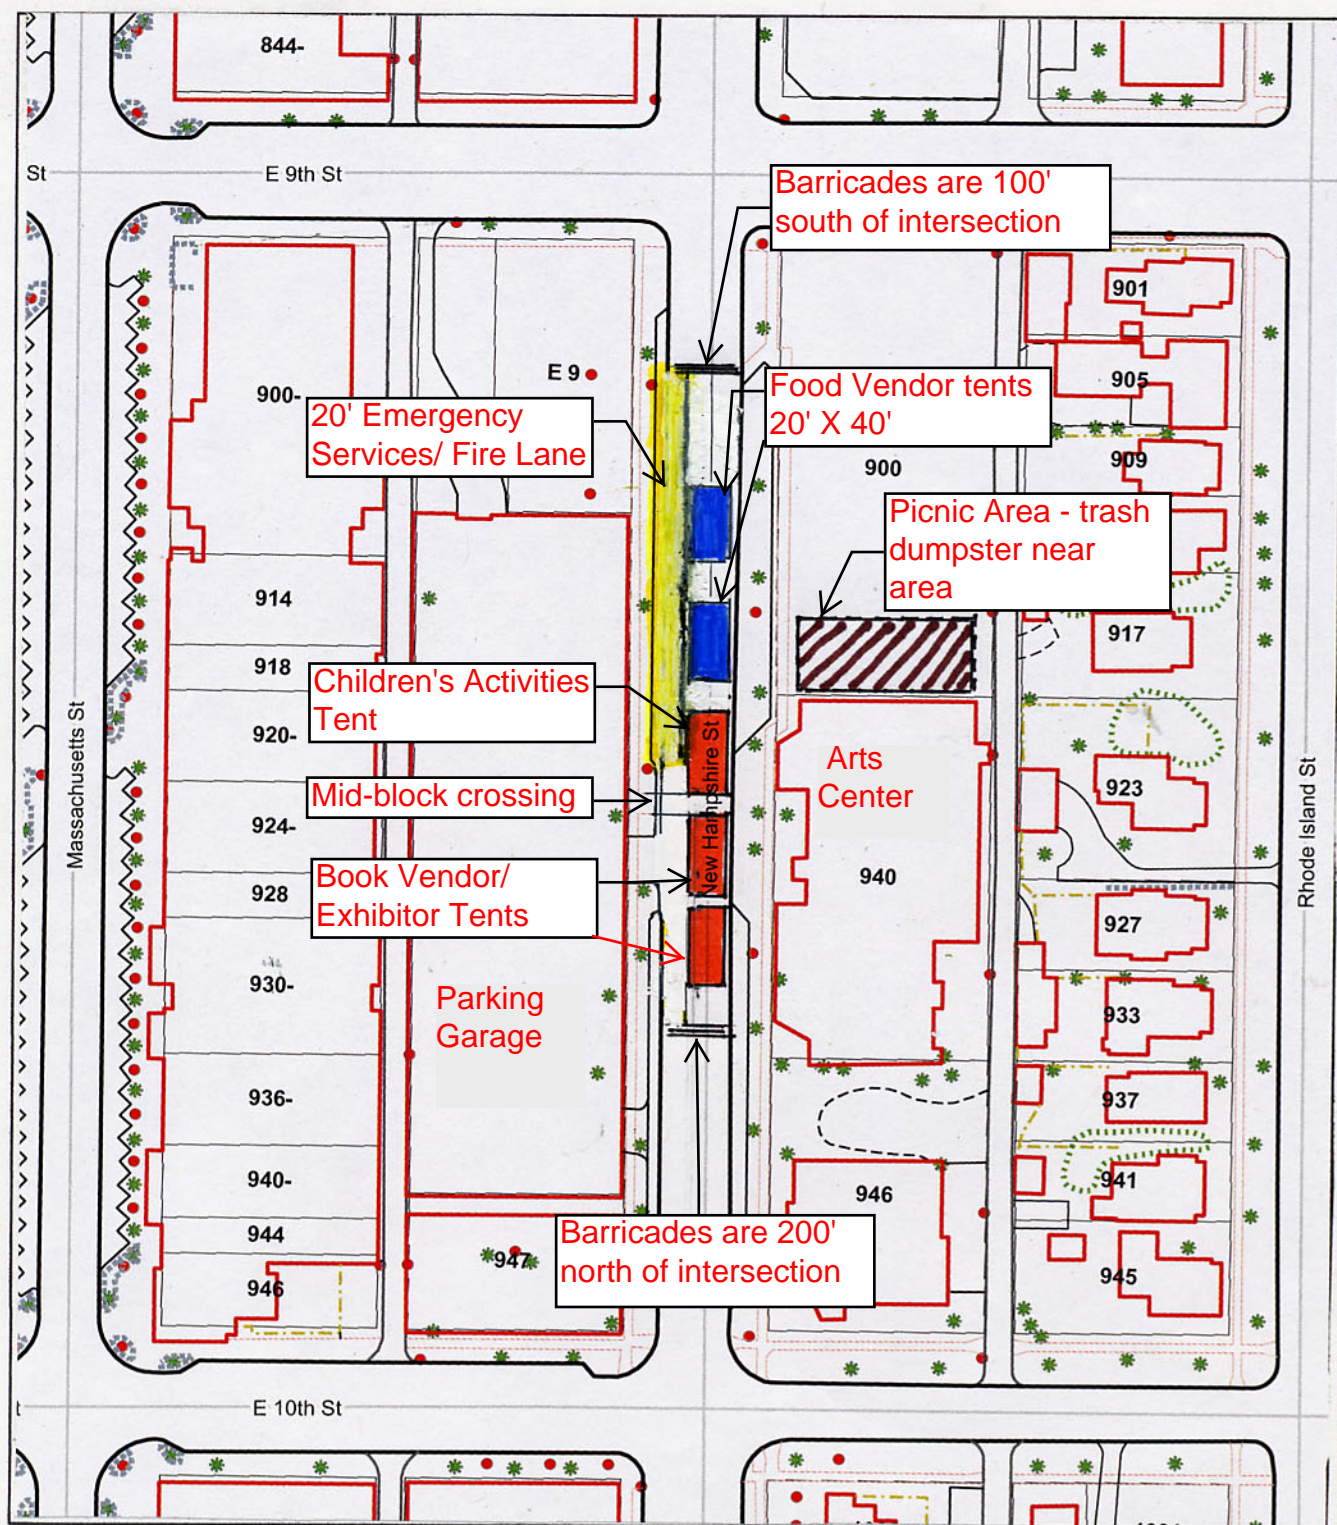 844-
St
E 9th St
Barricades are 100'
south of intersection
901
E 9
905
900-
Food Vendor tents
20' X 40'
20' Emergency
Services/ Fire Lane
909
900
Picnic Area - trash
dumpster near
area
914
917
918
Children's Activities
Tent
920-
New Hampshire St
Arts
Center
Massachusetts St
Rhode Island St
923
Mid-block crossing
924-
928
Book Vendor/
Exhibitor Tents
940
927
930-
Parking
Garage
933
936-
937
940-
941
946
944
Barricades are 200'
north of intersection
947
945
946
t
E 10th St